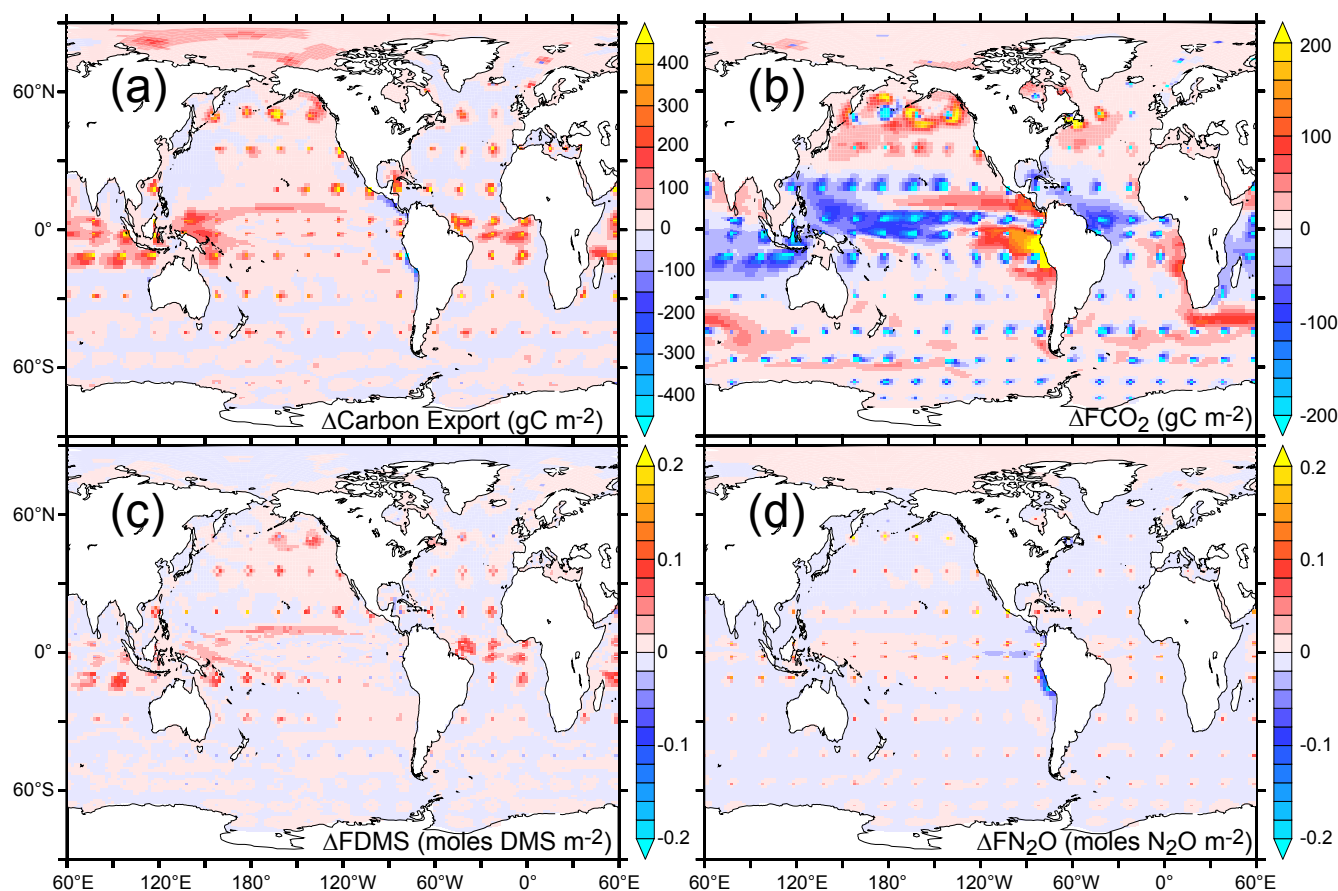 (a)
60°N
0°
60°S
ΔCarbon Export (gC m-2)
400
300
200
100
0
-100
-200
-300
-400
(b)
ΔFCO2 (gC m-2)
200
100
0
-100
-200
(c)
60°N
0°
60°S
ΔFDMS (moles DMS m-2)
60°E 120°E 180° 120°W 60°W 0° 60°E
0.2
0.1
0
-0.1
-0.2
(d)
ΔFN2O (moles N2O m-2)
60°E 120°E 180° 120°W 60°W 0° 60°E
0.2
0.1
0
-0.1
-0.2